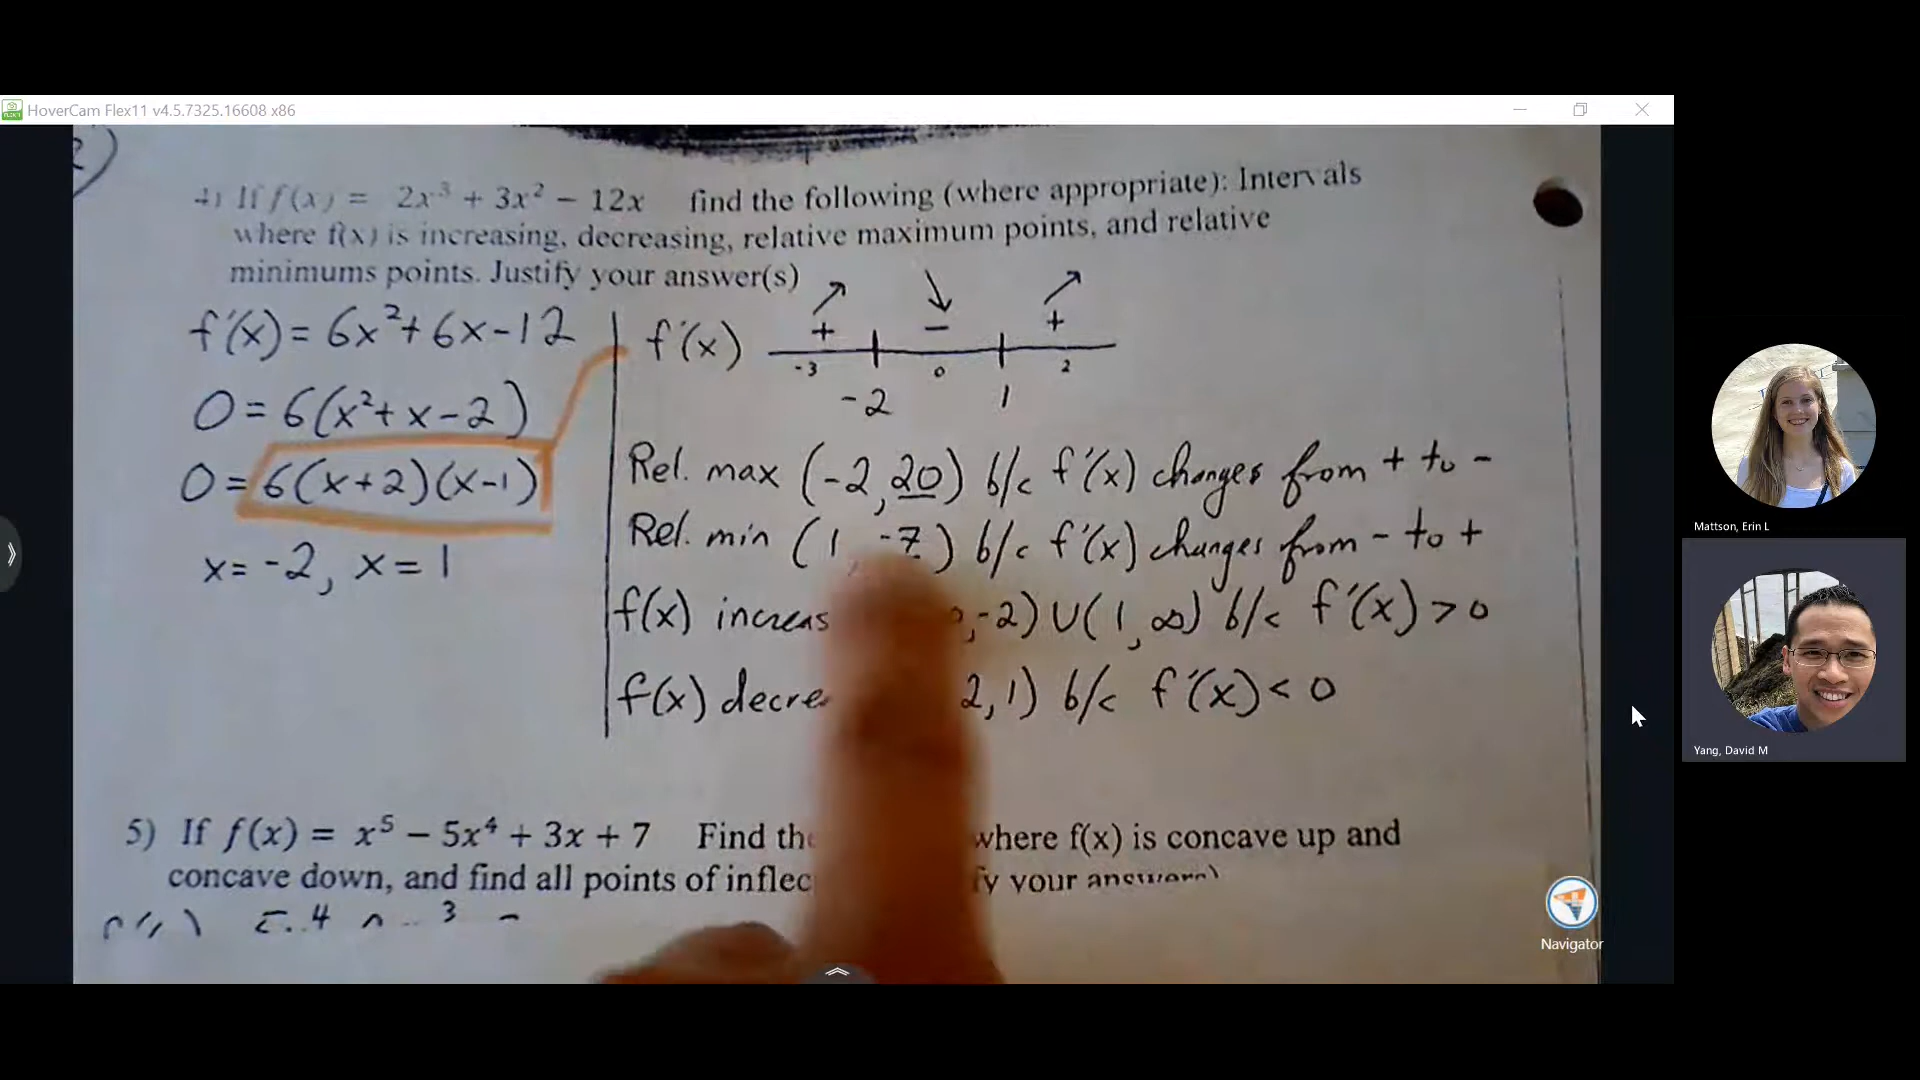 HoverCam Flex11 v4.5.7325.16608 x86
2)
4) If f(x) = 2x³ + 3x² − 12x find the following (where appropriate): Intervals
where f(x) is increasing, decreasing, relative maximum points, and relative
minimums points. Justify your answer(s)
f'(x) = 6x² + 6x - 12
0 = 6(x² + x - 2)
0 = 6(x+2)(x-1)
x = -2, x = 1
f'(x) + − +
-3 0 2
-2 1
Rel. max (-2, 20) b/c f'(x) changes from + to -
Rel. min (1, -7) b/c f'(x) changes from - to +
f(x) increas , -2) U (1, ∞) b/c f'(x) > 0
f(x) decre 2, 1) b/c f'(x) < 0
5) If f(x) = x⁵ − 5x⁴ + 3x + 7 Find the where f(x) is concave up and
concave down, and find all points of inflec fy your answer)
Mattson, Erin L
Yang, David M
Navigator